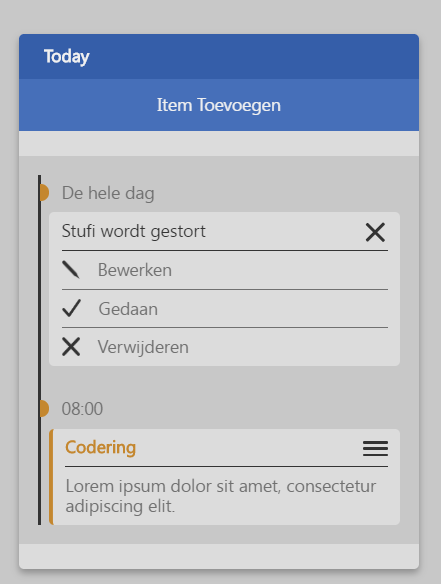 Today
Item Toevoegen
De hele dag
Stufi wordt gestort
Bewerken
Gedaan
Verwijderen
08:00
Codering
Lorem ipsum dolor sit amet, consectetur
adipiscing elit.